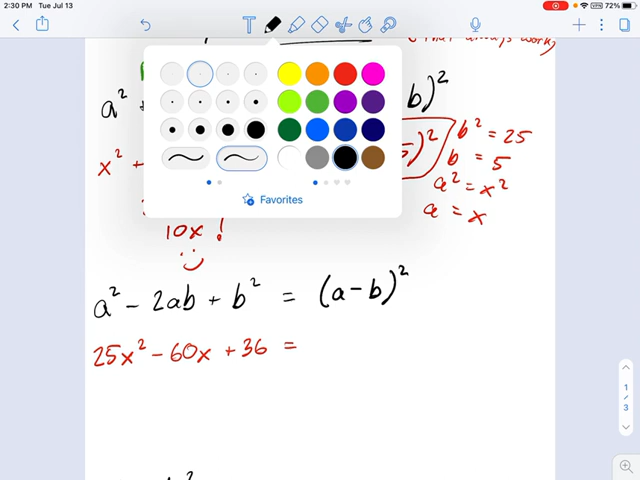 2:30 PM Tue Jul 13
72%
(that always work)
a²
b)²
x² +
)²
b² = 25
b = 5
a² = x²
a = x
10x !
Favorites
a² - 2ab + b² = (a - b)²
25x² - 60x + 36 =
1
3